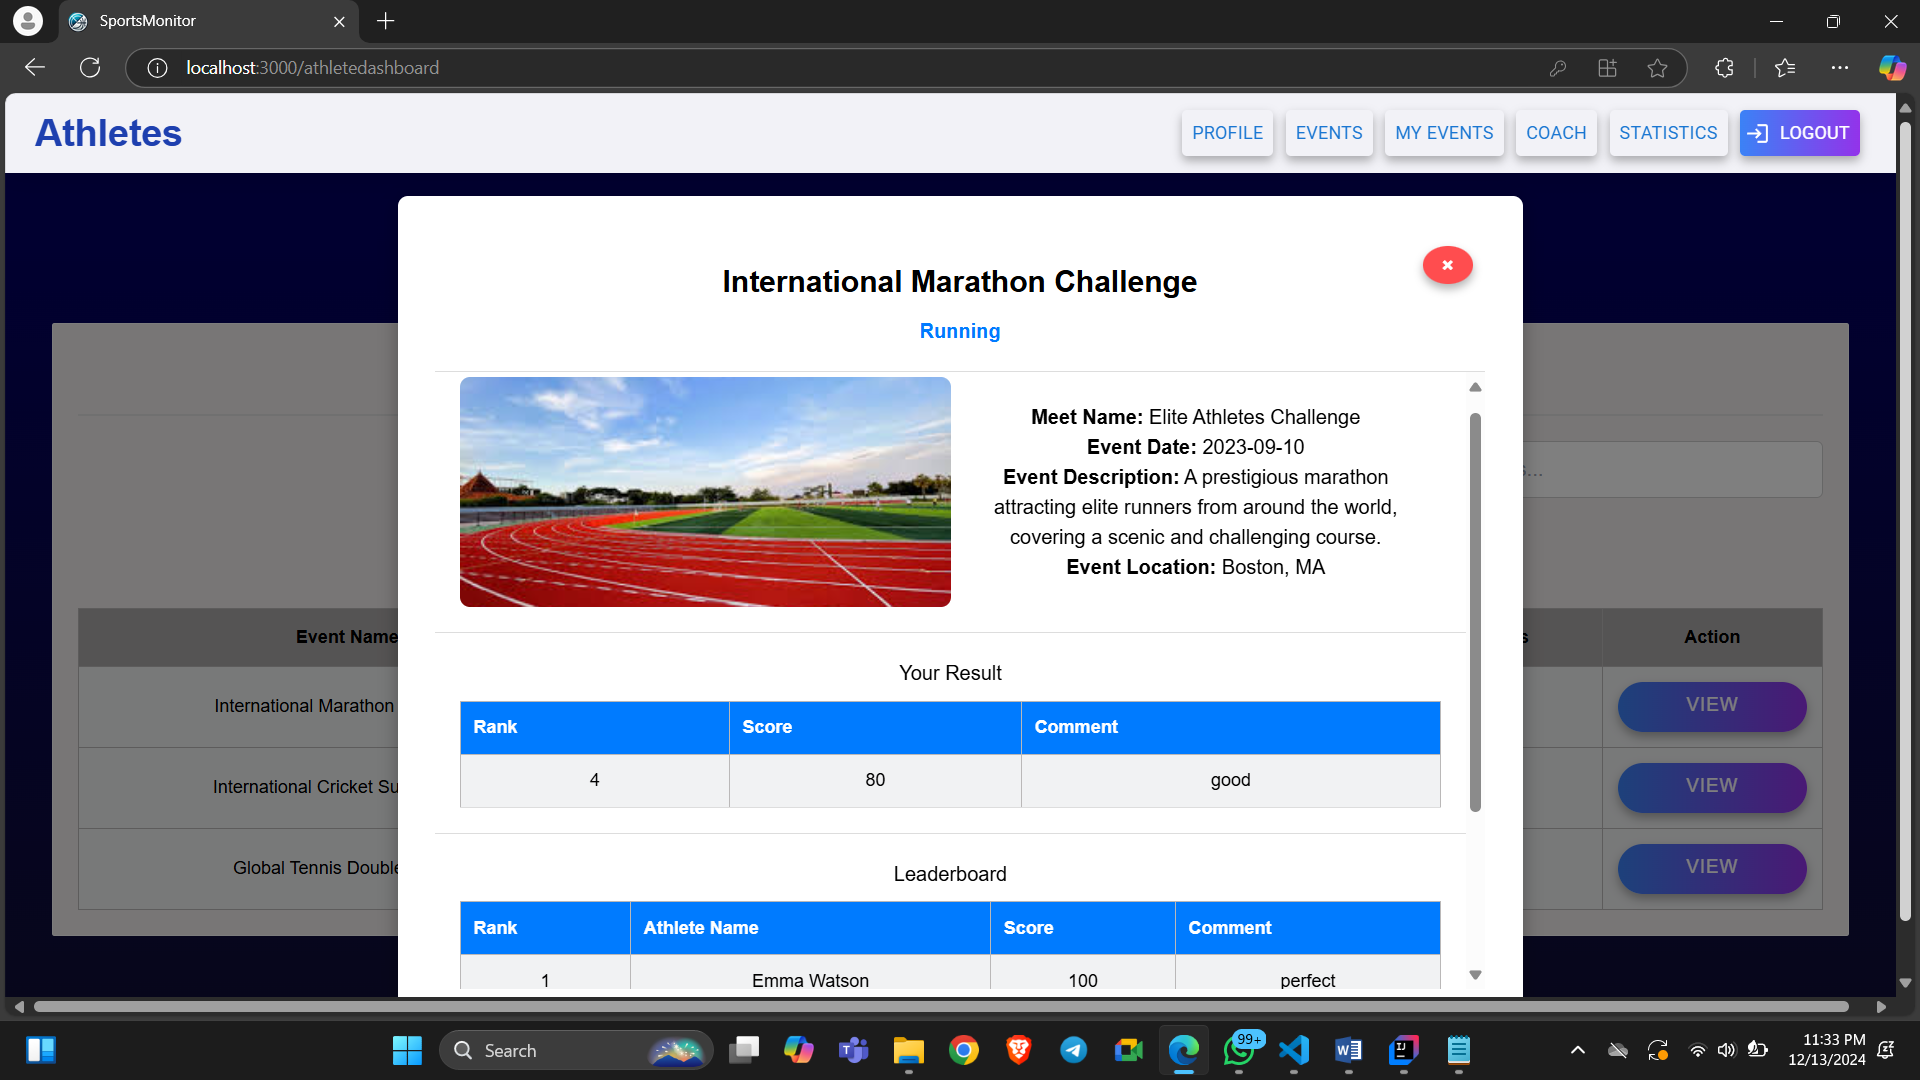 SportsMonitor
localhost:3000/athletedashboard
Athletes
PROFILE
EVENTS
MY EVENTS
COACH
STATISTICS
LOGOUT
International Marathon Challenge
Running
Meet Name: Elite Athletes Challenge
Event Date: 2023-09-10
Event Description: A prestigious marathon
attracting elite runners from around the world,
covering a scenic and challenging course.
Event Location: Boston, MA
Your Result
Rank Score Comment
4 80 good
Leaderboard
Rank Athlete Name Score Comment
1 Emma Watson 100 perfect
Event Name
Action
International Marathon
VIEW
International Cricket Su
VIEW
Global Tennis Double
VIEW
Search
99+
11:33 PM
12/13/2024